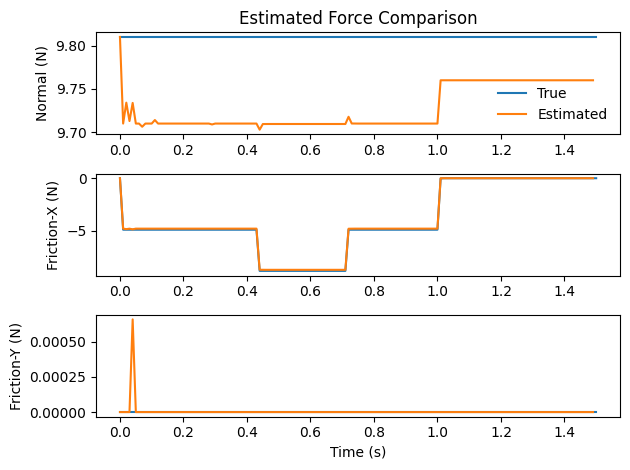 Estimated Force Comparison
Normal (N)
9.80
9.75
9.70
True
Estimated
0.0 0.2 0.4 0.6 0.8 1.0 1.2 1.4
Friction-X (N)
0
−5
0.0 0.2 0.4 0.6 0.8 1.0 1.2 1.4
Friction-Y (N)
0.00050
0.00025
0.00000
0.0 0.2 0.4 0.6 0.8 1.0 1.2 1.4
Time (s)